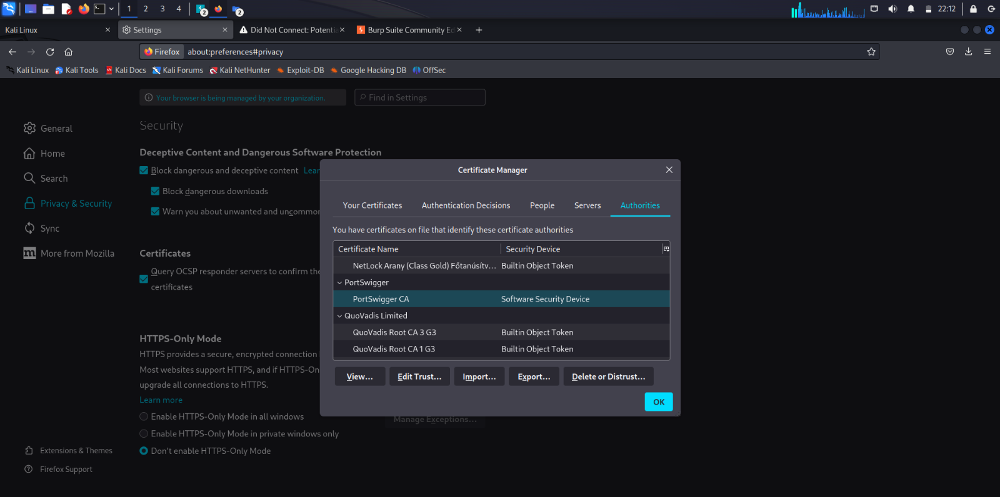 1 2 3 4 2 2 22:12
Kali Linux Settings Did Not Connect: Potentia Burp Suite Community Ed
Firefox about:preferences#privacy
Kali Linux Kali Tools Kali Docs Kali Forums Kali NetHunter Exploit-DB Google Hacking DB OffSec
Your browser is being managed by your organization. Find in Settings
General
Home
Search
Privacy & Security
Sync
m More from Mozilla
Extensions & Themes
Firefox Support
Security
Deceptive Content and Dangerous Software Protection
Block dangerous and deceptive content Lear
Block dangerous downloads
Warn you about unwanted and uncommon
Certificates
Query OCSP responder servers to confirm the
certificates
HTTPS-Only Mode
HTTPS provides a secure, encrypted connection
Most websites support HTTPS, and if HTTPS-On
upgrade all connections to HTTPS.
Learn more
Enable HTTPS-Only Mode in all windows
Manage Exceptions...
Enable HTTPS-Only Mode in private windows only
Don't enable HTTPS-Only Mode
Certificate Manager
Your Certificates Authentication Decisions People Servers Authorities
You have certificates on file that identify these certificate authorities
Certificate Name Security Device
NetLock Arany (Class Gold) Főtanúsítv... Builtin Object Token
PortSwigger
PortSwigger CA Software Security Device
QuoVadis Limited
QuoVadis Root CA 3 G3 Builtin Object Token
QuoVadis Root CA 1 G3 Builtin Object Token
View... Edit Trust... Import... Export... Delete or Distrust...
OK